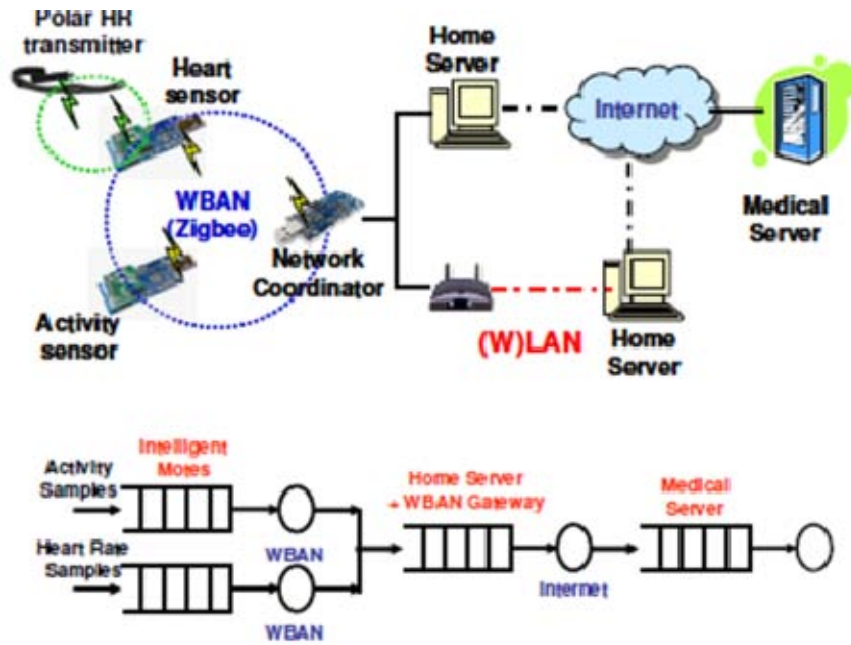 Polar HR
transmitter
Heart
sensor
WBAN
(Zigbee)
Activity
sensor
Network
Coordinator
Home
Server
Internet
Medical
Server
(W)LAN
Home
Server
Activity
Samples
Intelligent
Motes
WBAN
Heart Rate
Samples
WBAN
Home Server
+ WBAN Gateway
Internet
Medical
Server